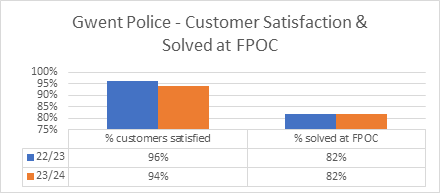 Gwent Police - Customer Satisfaction &
Solved at FPOC
100%
95%
90%
85%
80%
75%
% customers satisfied % solved at FPOC
22/23 96% 82%
23/24 94% 82%